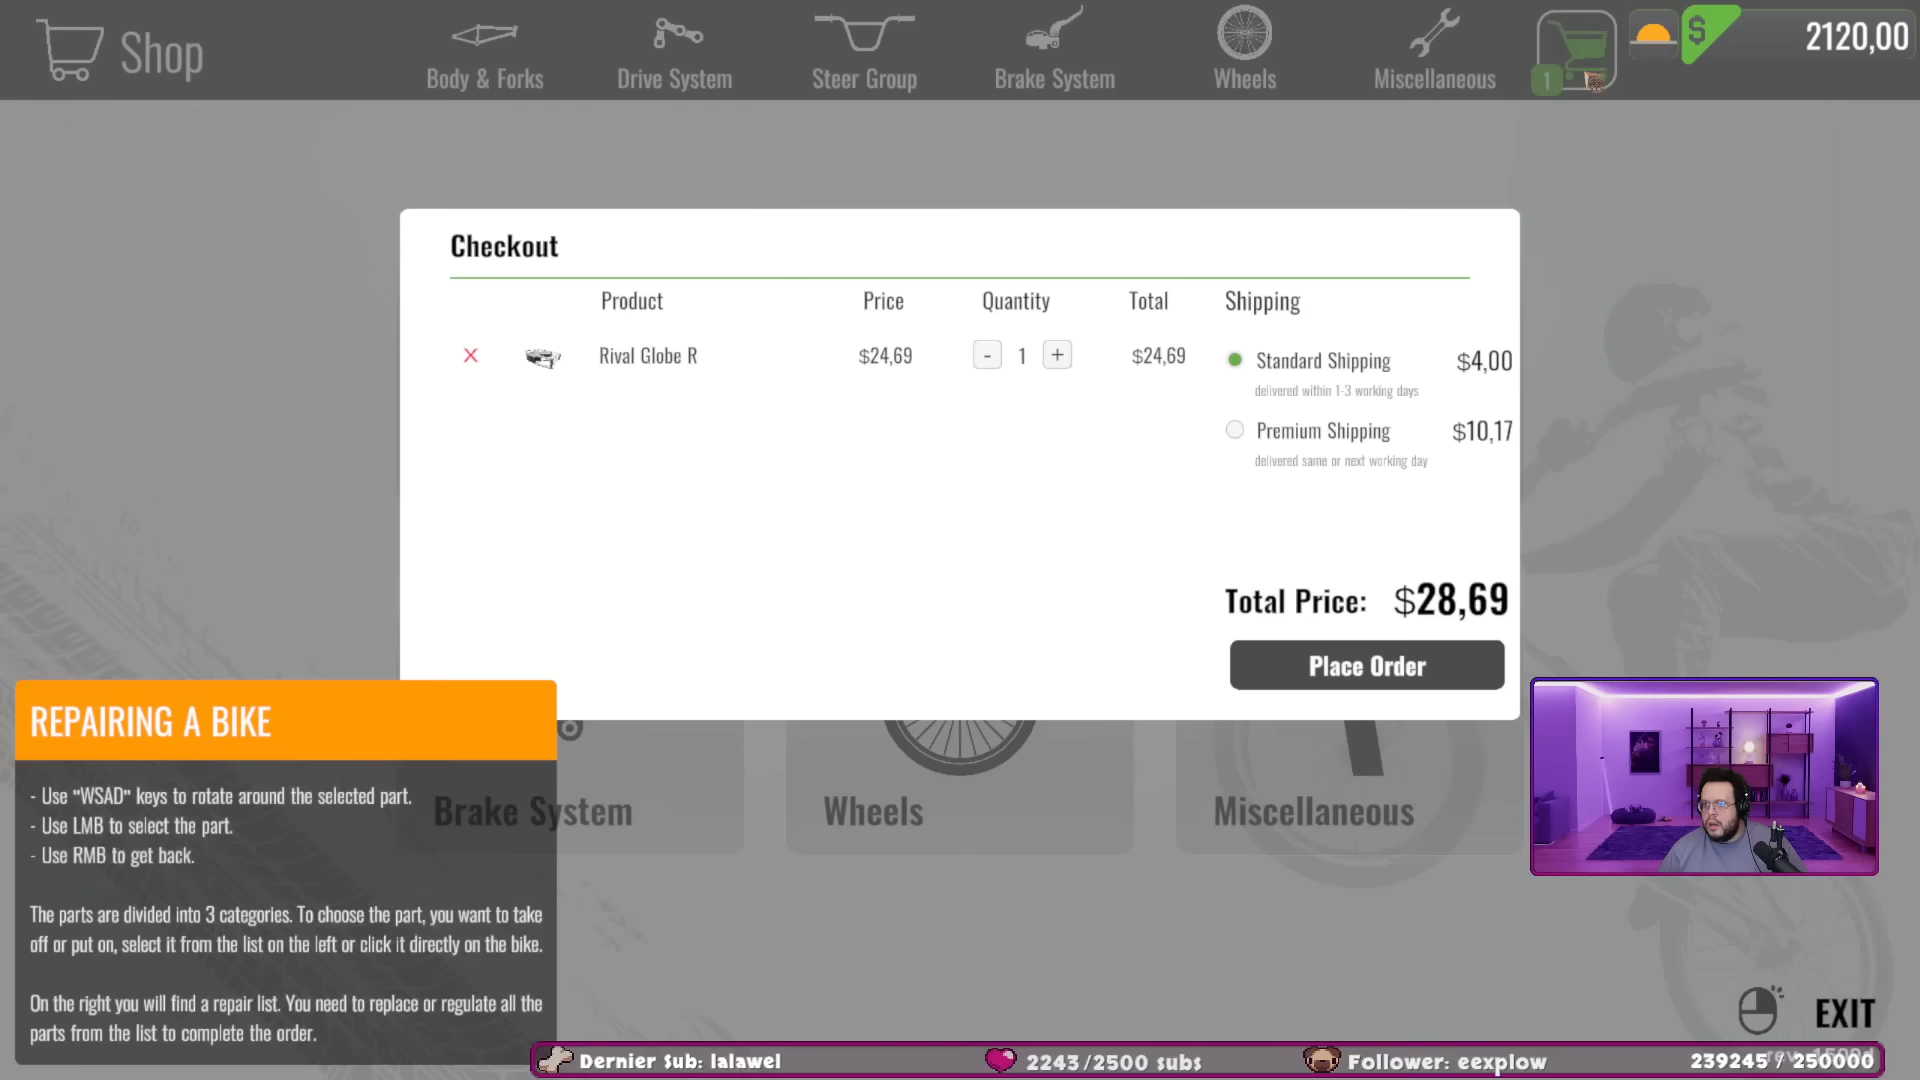 Shop
Body & Forks
Drive System
Steer Group
Brake System
Wheels
Miscellaneous
1
$
2120,00
Checkout
Product
Price
Quantity
Total
Shipping
X
Rival Globe R
$24,69
- 1 +
$24,69
Standard Shipping
$4,00
delivered within 1-3 working days
Premium Shipping
$10,17
delivered same or next working day
Total Price: $28,69
Place Order
Brake System
Wheels
Miscellaneous
REPAIRING A BIKE
- Use "WSAD" keys to rotate around the selected part.
- Use LMB to select the part.
- Use RMB to get back.
The parts are divided into 3 categories. To choose the part, you want to take
off or put on, select it from the list on the left or click it directly on the bike.
On the right you will find a repair list. You need to replace or regulate all the
parts from the list to complete the order.
EXIT
Dernier Sub: lalawel
2243/2500 subs
Follower: eexplow
239245 / 250000